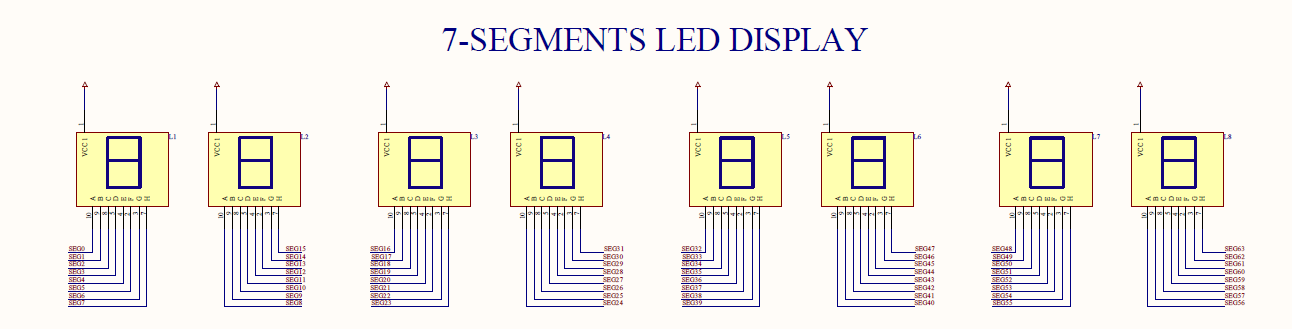 7-SEGMENTS LED DISPLAY
1 1 1 1 1 1 1 1
L1 L2 L3 L4 L5 L6 L7 L8
VCC 1 VCC 1 VCC 1 VCC 1 VCC 1 VCC 1 VCC 1 VCC 1
A B C D E F G H A B C D E F G H A B C D E F G H A B C D E F G H A B C D E F G H A B C D E F G H A B C D E F G H A B C D E F G H
10 9 8 5 4 2 3 7 10 9 8 5 4 2 3 7 10 9 8 5 4 2 3 7 10 9 8 5 4 2 3 7 10 9 8 5 4 2 3 7 10 9 8 5 4 2 3 7 10 9 8 5 4 2 3 7 10 9 8 5 4 2 3 7
SEG0 SEG15 SEG16 SEG31 SEG32 SEG47 SEG48 SEG63
SEG1 SEG14 SEG17 SEG30 SEG33 SEG46 SEG49 SEG62
SEG2 SEG13 SEG18 SEG29 SEG34 SEG45 SEG50 SEG61
SEG3 SEG12 SEG19 SEG28 SEG35 SEG44 SEG51 SEG60
SEG4 SEG11 SEG20 SEG27 SEG36 SEG43 SEG52 SEG59
SEG5 SEG10 SEG21 SEG26 SEG37 SEG42 SEG53 SEG58
SEG6 SEG9 SEG22 SEG25 SEG38 SEG41 SEG54 SEG57
SEG7 SEG8 SEG23 SEG24 SEG39 SEG40 SEG55 SEG56